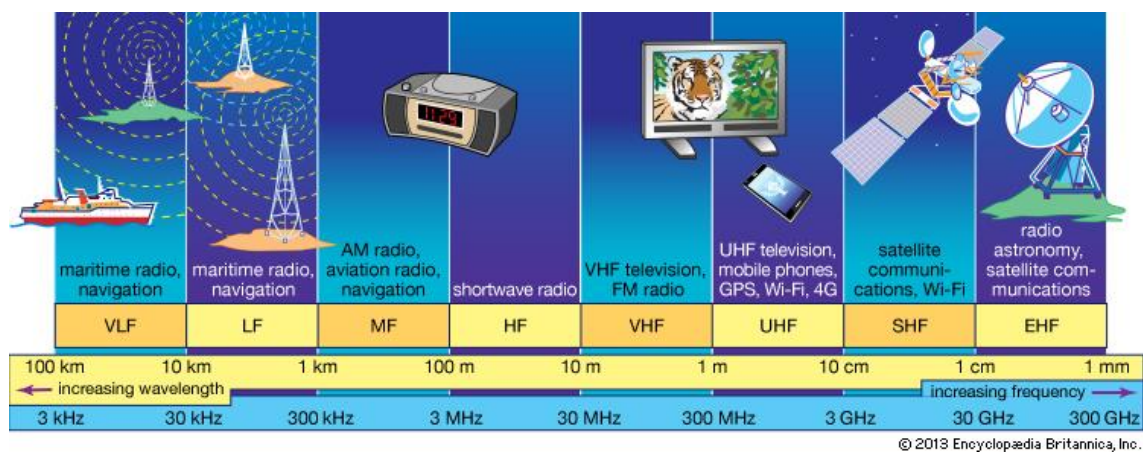 11:29
maritime radio,
navigation
maritime radio,
navigation
AM radio,
aviation radio,
navigation
shortwave radio
VHF television,
FM radio
UHF television,
mobile phones,
GPS, Wi-Fi, 4G
satellite
communi-
cations, Wi-Fi
radio
astronomy,
satellite com-
munications
VLF LF MF HF VHF UHF SHF EHF
100 km 10 km 1 km 100 m 10 m 1 m 10 cm 1 cm 1 mm
increasing wavelength increasing frequency
3 kHz 30 kHz 300 kHz 3 MHz 30 MHz 300 MHz 3 GHz 30 GHz 300 GHz
© 2013 Encyclopædia Britannica, Inc.